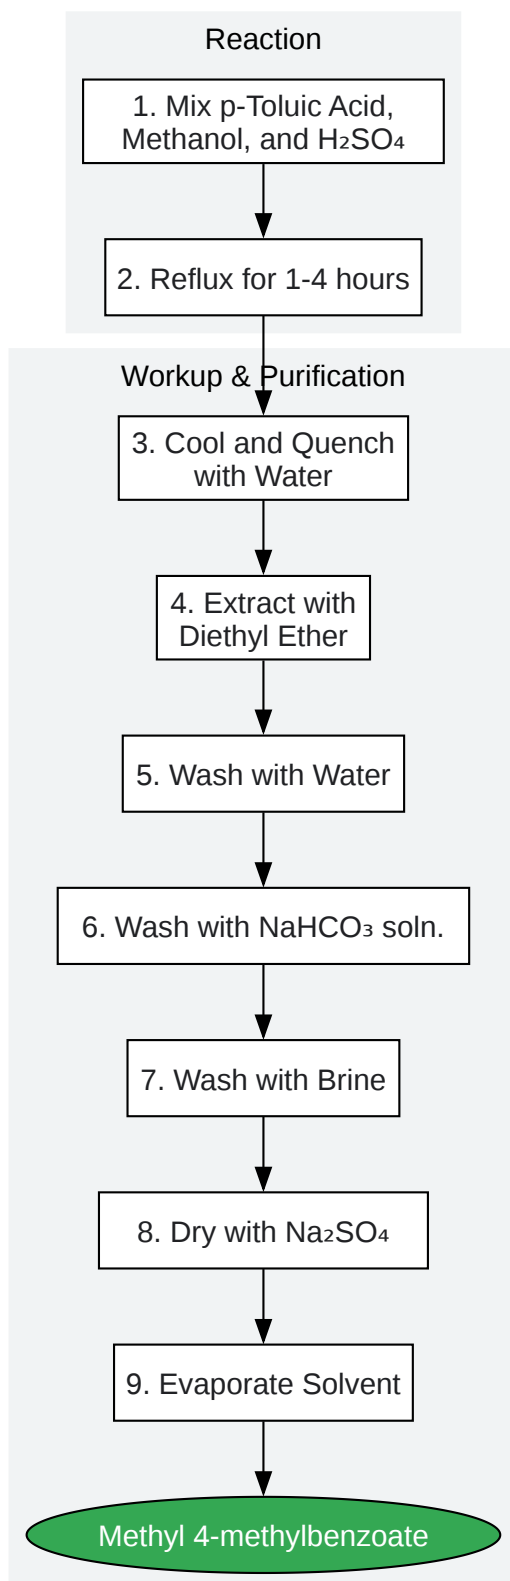 Reaction
1. Mix p-Toluic Acid,
Methanol, and H₂SO₄
2. Reflux for 1-4 hours
Workup & Purification
3. Cool and Quench
with Water
4. Extract with
Diethyl Ether
5. Wash with Water
6. Wash with NaHCO₃ soln.
7. Wash with Brine
8. Dry with Na₂SO₄
9. Evaporate Solvent
Methyl 4-methylbenzoate